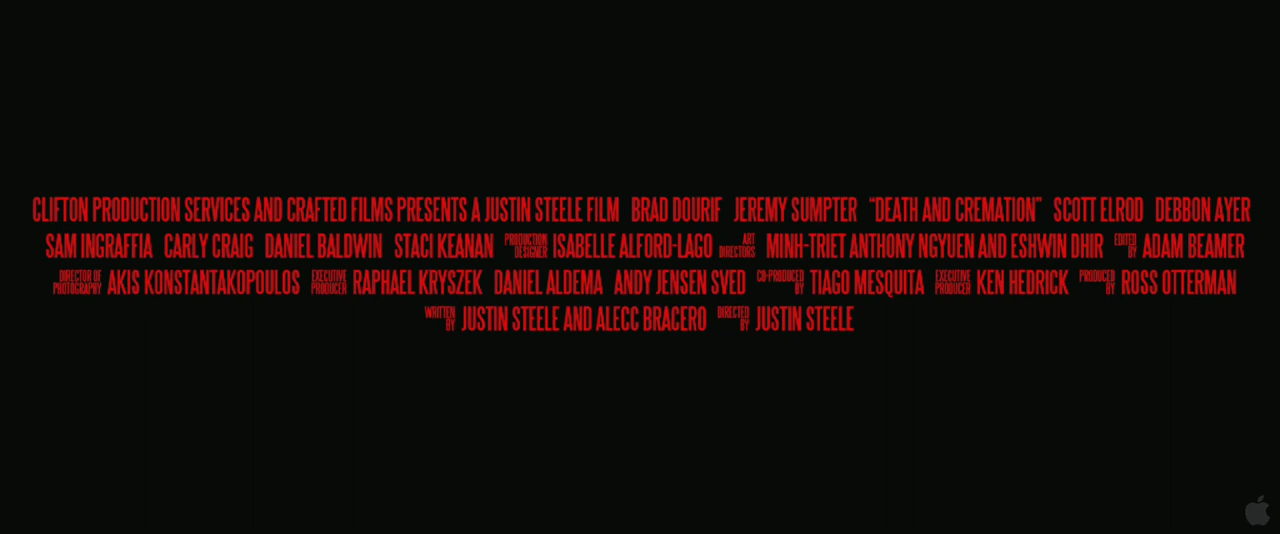 CLIFTON PRODUCTION SERVICES AND CRAFTED FILMS PRESENTS A JUSTIN STEELE FILM BRAD DOURIF JEREMY SUMPTER “DEATH AND CREMATION” SCOTT ELROD DEBBON AYER
SAM INGRAFFIA CARLY CRAIG DANIEL BALDWIN STACI KEANAN PRODUCTION DESIGNER ISABELLE ALFORD-LAGO ART DIRECTORS MINH-TRIET ANTHONY NGYUEN AND ESHWIN DHIR EDITED BY ADAM BEAMER
DIRECTOR OF PHOTOGRAPHY AKIS KONSTANTAKOPOULOS EXECUTIVE PRODUCER RAPHAEL KRYSZEK DANIEL ALDEMA ANDY JENSEN SVED CO-PRODUCED BY TIAGO MESQUITA EXECUTIVE PRODUCER KEN HEDRICK PRODUCED BY ROSS OTTERMAN
WRITTEN BY JUSTIN STEELE AND ALECC BRACERO DIRECTED BY JUSTIN STEELE